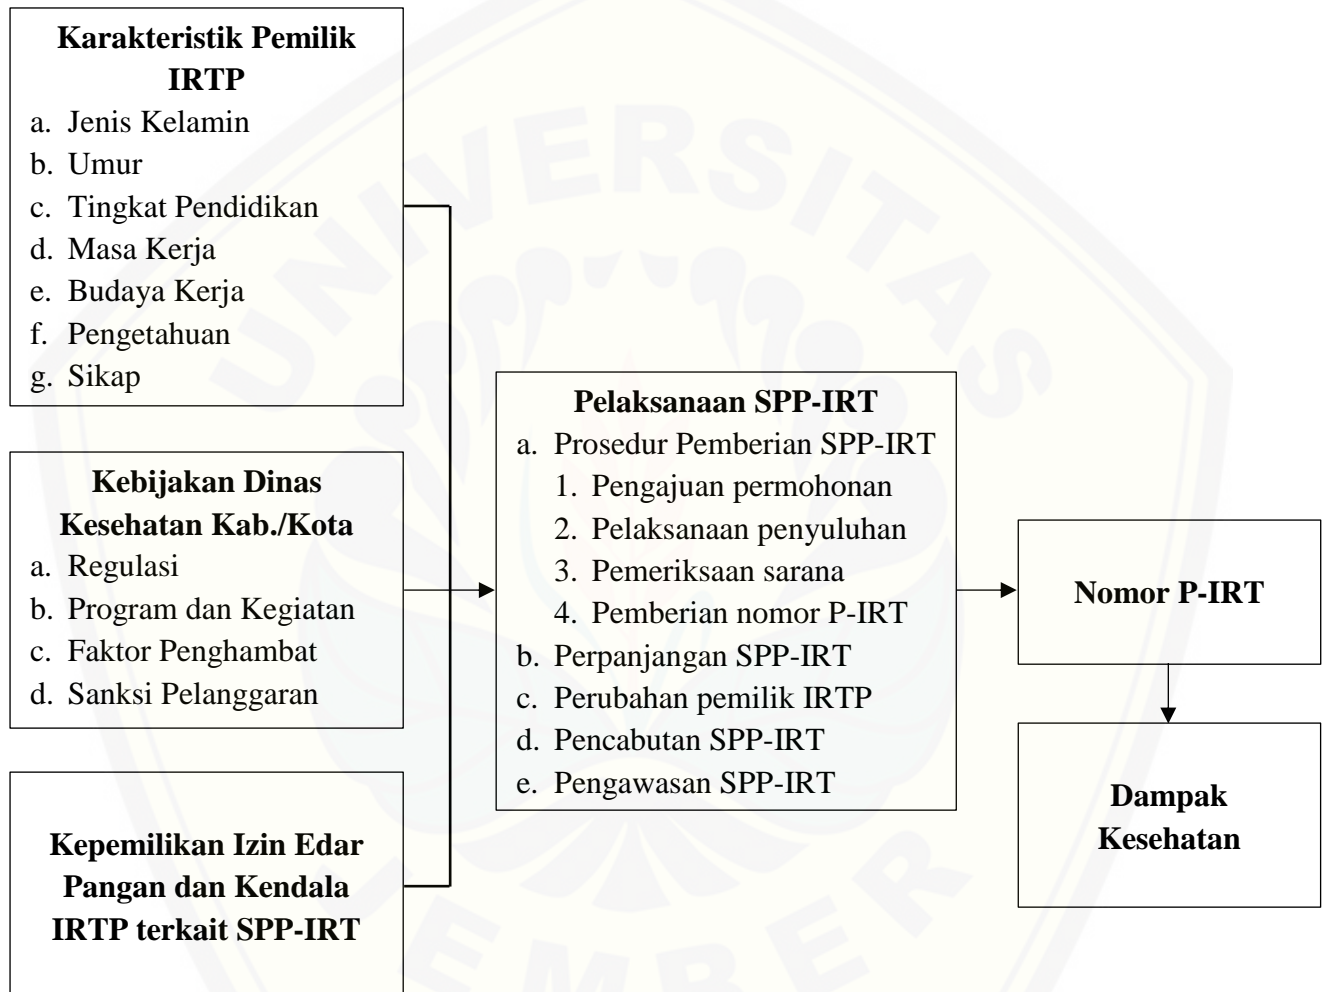 Karakteristik Pemilik
IRTP
a. Jenis Kelamin
b. Umur
c. Tingkat Pendidikan
d. Masa Kerja
e. Budaya Kerja
f. Pengetahuan
g. Sikap
Kebijakan Dinas
Kesehatan Kab./Kota
a. Regulasi
b. Program dan Kegiatan
c. Faktor Penghambat
d. Sanksi Pelanggaran
Kepemilikan Izin Edar
Pangan dan Kendala
IRTP terkait SPP-IRT
Pelaksanaan SPP-IRT
a. Prosedur Pemberian SPP-IRT
1. Pengajuan permohonan
2. Pelaksanaan penyuluhan
3. Pemeriksaan sarana
4. Pemberian nomor P-IRT
b. Perpanjangan SPP-IRT
c. Perubahan pemilik IRTP
d. Pencabutan SPP-IRT
e. Pengawasan SPP-IRT
Nomor P-IRT
Dampak
Kesehatan
UNIVERSITAS
JEMBER